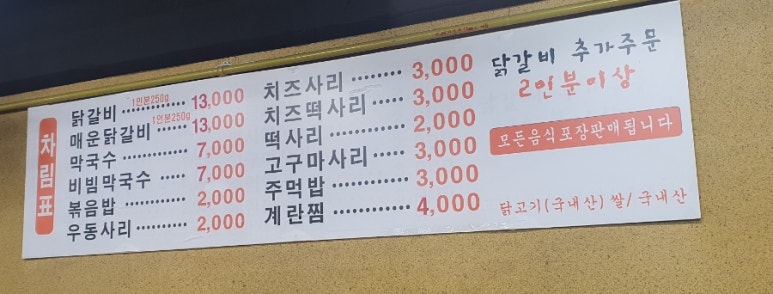 차림표
닭갈비 1인분250g 13,000
매운닭갈비 1인분250g 13,000
막국수 7,000
비빔막국수 7,000
볶음밥 2,000
우동사리 2,000
치즈사리 3,000
치즈떡사리 3,000
떡사리 2,000
고구마사리 3,000
주먹밥 3,000
계란찜 4,000
닭갈비 추가주문
2인분이상
모든음식포장판매됩니다
닭고기(국내산) 쌀/국내산